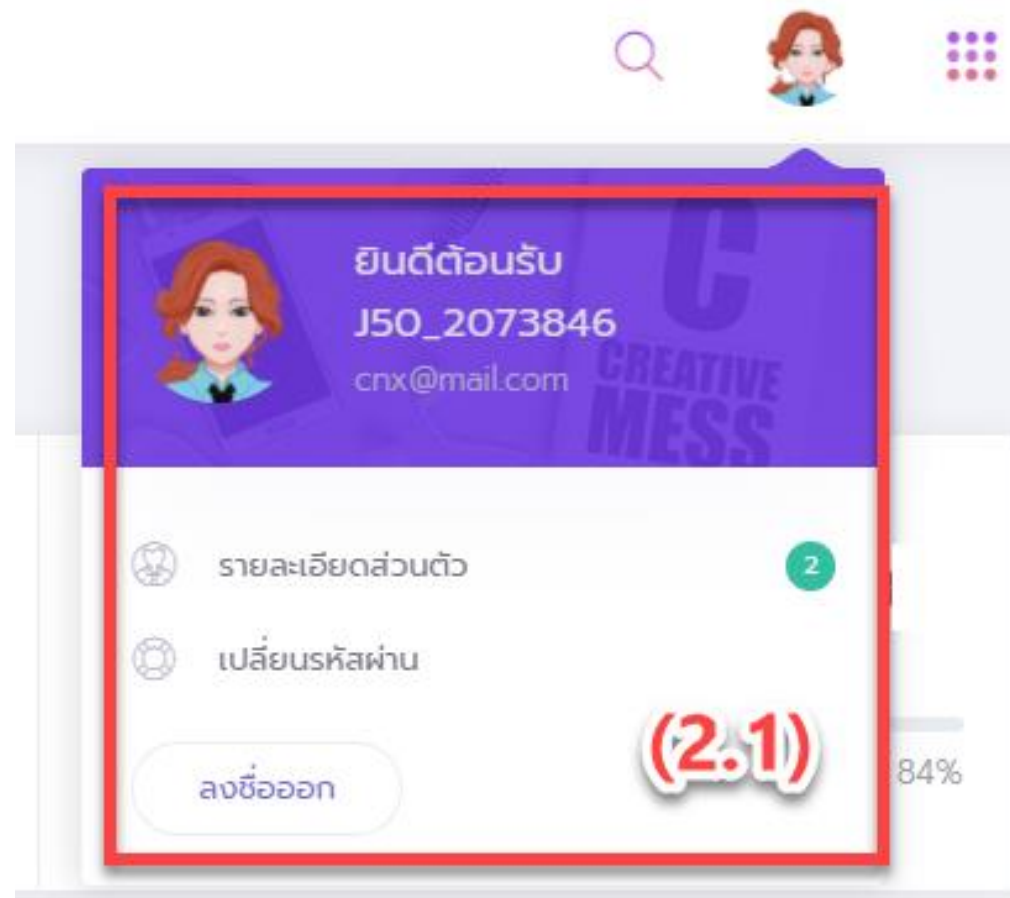 ยินดีต้อนรับ
J50_2073846
cnx@mail.com
C
CREATIVE
MESS
รายละเอียดส่วนตัว 2
เปลี่ยนรหัสผ่าน
(2.1)
84%
ลงชื่อออก